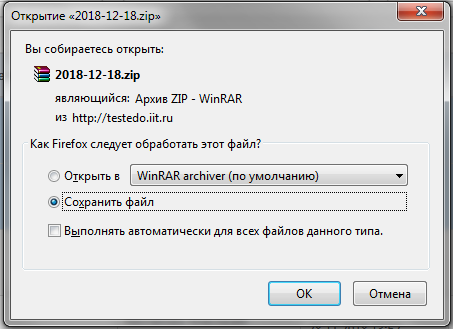 Открытие «2018-12-18.zip»
Вы собираетесь открыть:
2018-12-18.zip
являющийся: Архив ZIP - WinRAR
из http://testedo.iit.ru
Как Firefox следует обработать этот файл?
Открыть в WinRAR archiver (по умолчанию)
Сохранить файл
Выполнять автоматически для всех файлов данного типа.
OK Отмена